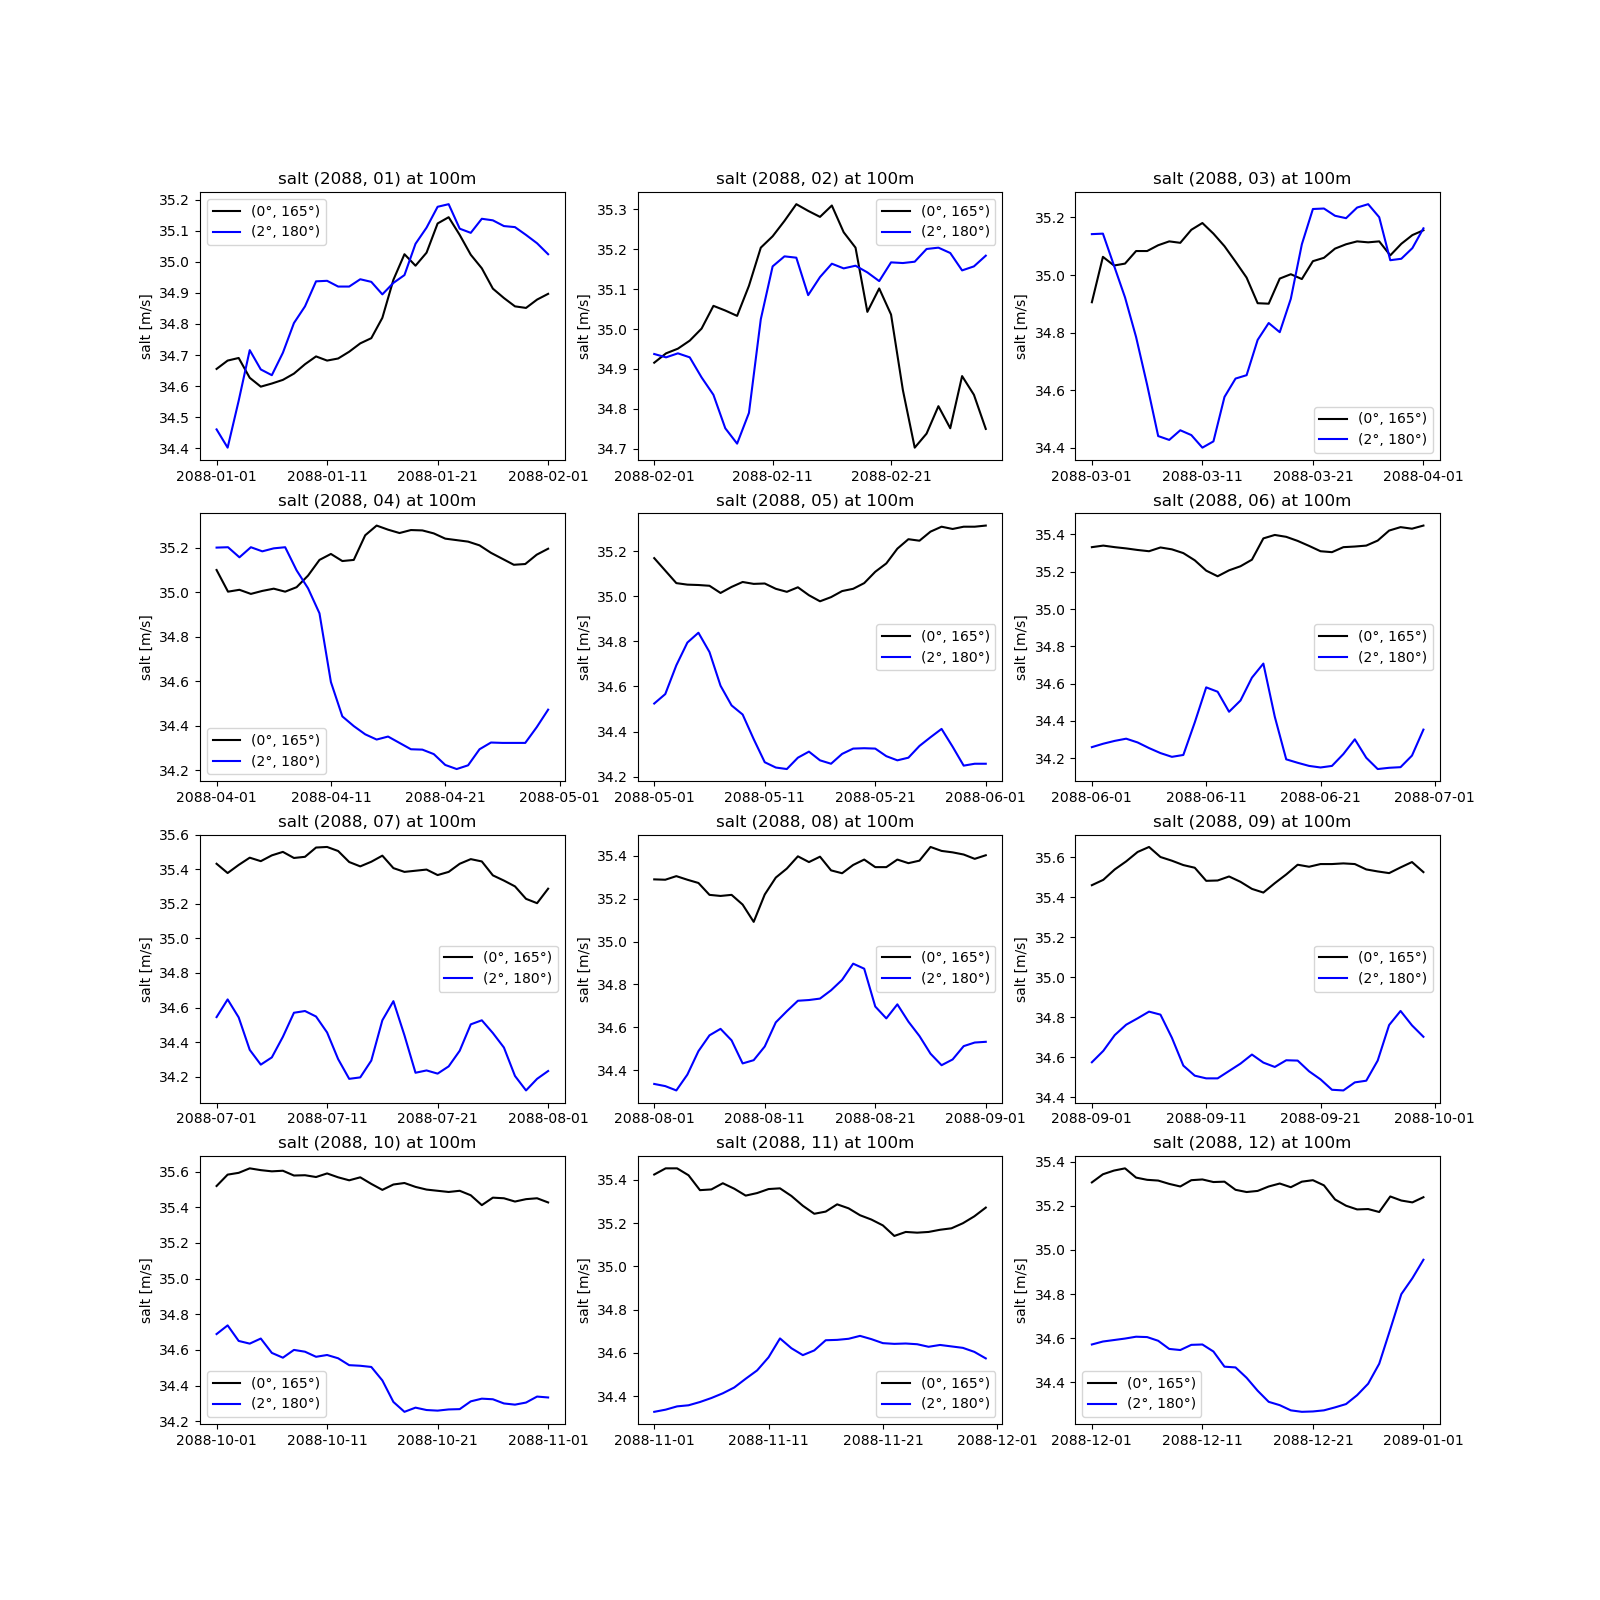 salt (2088, 01) at 100m
salt [m/s]
35.2
35.1
35.0
34.9
34.8
34.7
34.6
34.5
34.4
(0°, 165°)
(2°, 180°)
2088-01-01 2088-01-11 2088-01-21 2088-02-01
salt (2088, 02) at 100m
salt [m/s]
35.3
35.2
35.1
35.0
34.9
34.8
34.7
(0°, 165°)
(2°, 180°)
2088-02-01 2088-02-11 2088-02-21
salt (2088, 03) at 100m
salt [m/s]
35.2
35.0
34.8
34.6
34.4
(0°, 165°)
(2°, 180°)
2088-03-01 2088-03-11 2088-03-21 2088-04-01
salt (2088, 04) at 100m
salt [m/s]
35.2
35.0
34.8
34.6
34.4
34.2
(0°, 165°)
(2°, 180°)
2088-04-01 2088-04-11 2088-04-21 2088-05-01
salt (2088, 05) at 100m
salt [m/s]
35.2
35.0
34.8
34.6
34.4
34.2
(0°, 165°)
(2°, 180°)
2088-05-01 2088-05-11 2088-05-21 2088-06-01
salt (2088, 06) at 100m
salt [m/s]
35.4
35.2
35.0
34.8
34.6
34.4
34.2
(0°, 165°)
(2°, 180°)
2088-06-01 2088-06-11 2088-06-21 2088-07-01
salt (2088, 07) at 100m
salt [m/s]
35.6
35.4
35.2
35.0
34.8
34.6
34.4
34.2
(0°, 165°)
(2°, 180°)
2088-07-01 2088-07-11 2088-07-21 2088-08-01
salt (2088, 08) at 100m
salt [m/s]
35.4
35.2
35.0
34.8
34.6
34.4
(0°, 165°)
(2°, 180°)
2088-08-01 2088-08-11 2088-08-21 2088-09-01
salt (2088, 09) at 100m
salt [m/s]
35.6
35.4
35.2
35.0
34.8
34.6
34.4
(0°, 165°)
(2°, 180°)
2088-09-01 2088-09-11 2088-09-21 2088-10-01
salt (2088, 10) at 100m
salt [m/s]
35.6
35.4
35.2
35.0
34.8
34.6
34.4
34.2
(0°, 165°)
(2°, 180°)
2088-10-01 2088-10-11 2088-10-21 2088-11-01
salt (2088, 11) at 100m
salt [m/s]
35.4
35.2
35.0
34.8
34.6
34.4
(0°, 165°)
(2°, 180°)
2088-11-01 2088-11-11 2088-11-21 2088-12-01
salt (2088, 12) at 100m
salt [m/s]
35.4
35.2
35.0
34.8
34.6
34.4
(0°, 165°)
(2°, 180°)
2088-12-01 2088-12-11 2088-12-21 2089-01-01